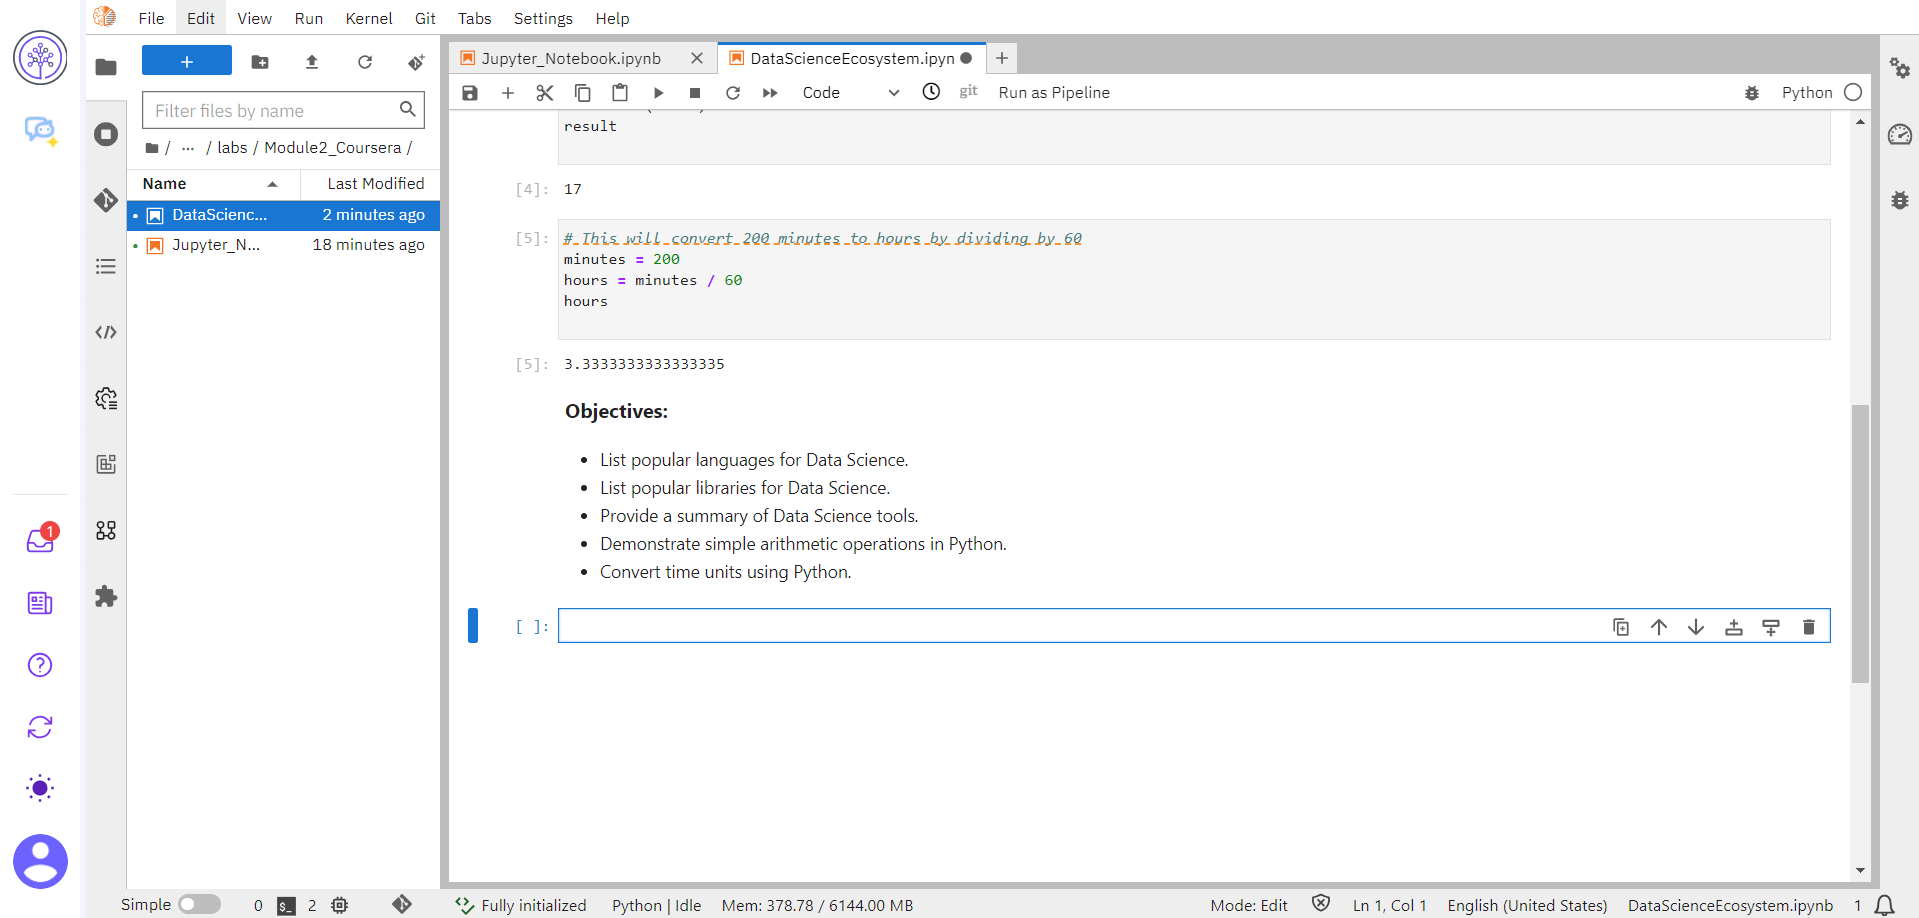 File Edit View Run Kernel Git Tabs Settings Help
Jupyter_Notebook.ipynb
DataScienceEcosystem.ipyn
Filter files by name
Code
git
Run as Pipeline
Python
/ ... / labs / Module2_Coursera /
Name
Last Modified
DataScienc...
2 minutes ago
Jupyter_N...
18 minutes ago
result
[4]: 17
[5]: # This will convert 200 minutes to hours by dividing by 60
minutes = 200
hours = minutes / 60
hours
[5]: 3.3333333333333335
Objectives:
• List popular languages for Data Science.
• List popular libraries for Data Science.
• Provide a summary of Data Science tools.
• Demonstrate simple arithmetic operations in Python.
• Convert time units using Python.
[ ]:
1
Simple
0
$_
2
Fully initialized
Python | Idle
Mem: 378.78 / 6144.00 MB
Mode: Edit
Ln 1, Col 1
English (United States)
DataScienceEcosystem.ipynb
1